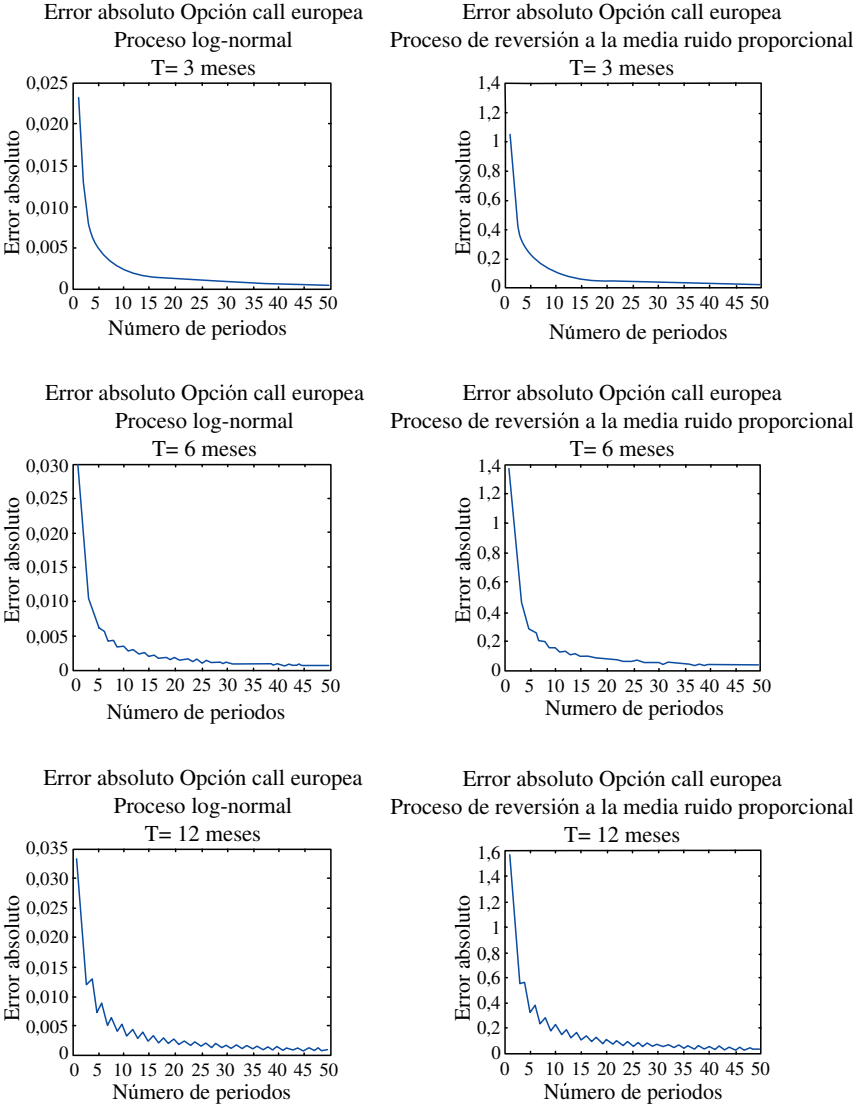 Error absoluto Opción call europea
Proceso log-normal
T= 3 meses
0,025
0,020
0,015
0,010
0,005
0
Error absoluto
0 5 10 15 20 25 30 35 40 45 50
Número de periodos
Error absoluto Opción call europea
Proceso de reversión a la media ruido proporcional
T= 3 meses
1,4
1,2
1
0,8
0,6
0,4
0,2
0
Error absoluto
0 5 10 15 20 25 30 35 40 45 50
Número de periodos
Error absoluto Opción call europea
Proceso log-normal
T= 6 meses
0,030
0,025
0,020
0,015
0,010
0,005
0
Error absoluto
0 5 10 15 20 25 30 35 40 45 50
Número de periodos
Error absoluto Opción call europea
Proceso de reversión a la media ruido proporcional
T= 6 meses
1,4
1,2
1
0,8
0,6
0,4
0,2
0
Error absoluto
0 5 10 15 20 25 30 35 40 45 50
Número de periodos
Error absoluto Opción call europea
Proceso log-normal
T= 12 meses
0,035
0,030
0,025
0,020
0,015
0,010
0,005
0
Error absoluto
0 5 10 15 20 25 30 35 40 45 50
Número de periodos
Error absoluto Opción call europea
Proceso de reversión a la media ruido proporcional
T= 12 meses
1,6
1,4
1,2
1
0,8
0,6
0,4
0,2
0
Error absoluto
0 5 10 15 20 25 30 35 40 45 50
Número de periodos